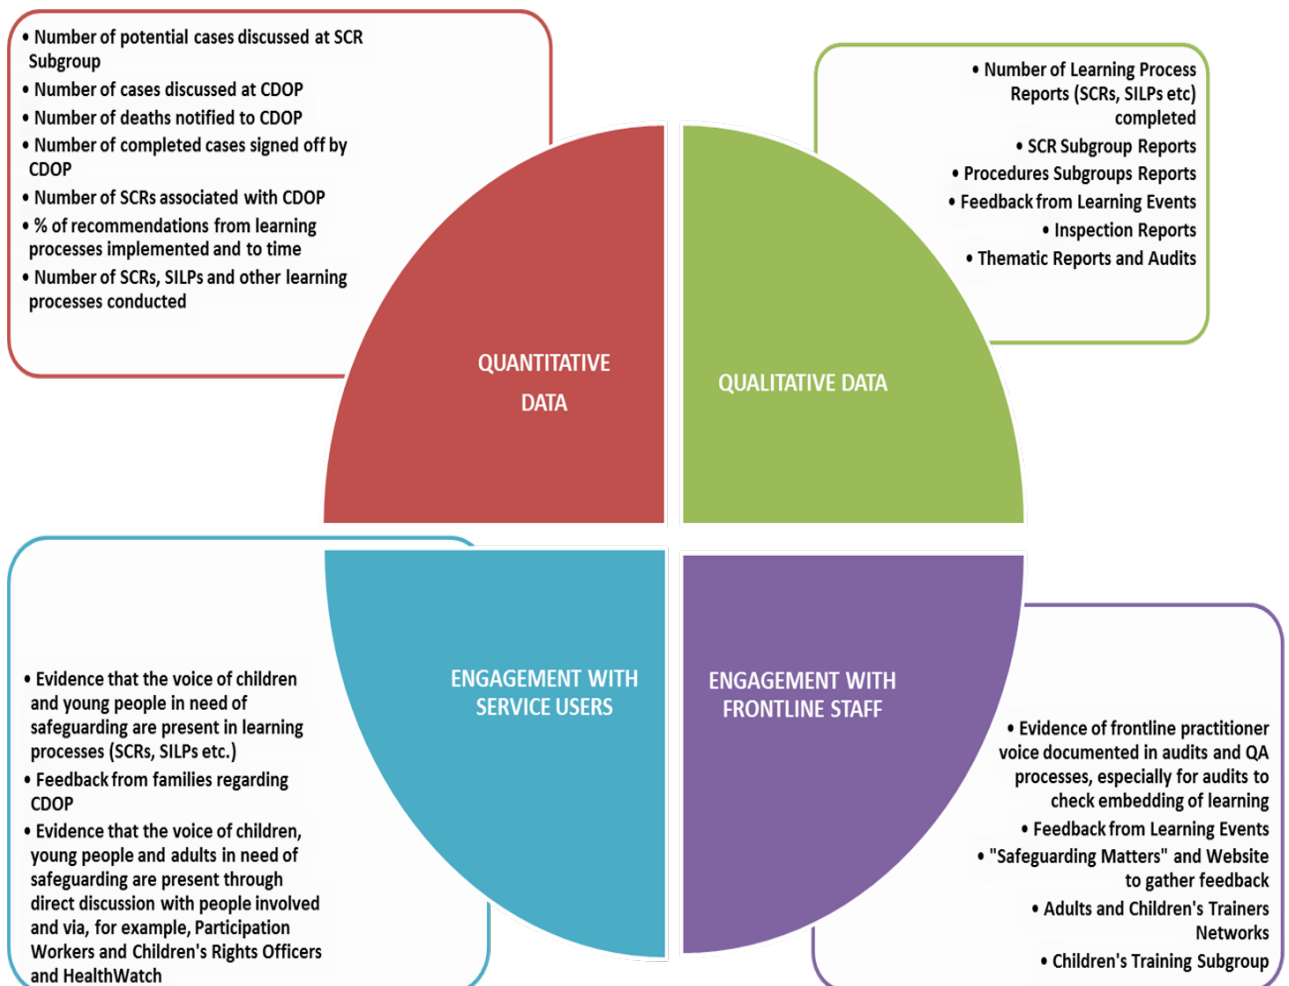 • Number of potential cases discussed at SCR
Subgroup
• Number of cases discussed at CDOP
• Number of deaths notified to CDOP
• Number of completed cases signed off by
CDOP
• Number of SCRs associated with CDOP
• % of recommendations from learning
processes implemented and to time
• Number of SCRs, SILPs and other learning
processes conducted
• Number of Learning Process
Reports (SCRs, SILPs etc)
completed
• SCR Subgroup Reports
• Procedures Subgroups Reports
• Feedback from Learning Events
• Inspection Reports
• Thematic Reports and Audits
QUANTITATIVE
DATA
QUALITATIVE DATA
ENGAGEMENT WITH
SERVICE USERS
ENGAGEMENT WITH
FRONTLINE STAFF
• Evidence that the voice of children
and young people in need of
safeguarding are present in learning
processes (SCRs, SILPs etc.)
• Feedback from families regarding
CDOP
• Evidence that the voice of children,
young people and adults in need of
safeguarding are present through
direct discussion with people involved
and via, for example, Participation
Workers and Children's Rights Officers
and HealthWatch
• Evidence of frontline practitioner
voice documented in audits and QA
processes, especially for audits to
check embedding of learning
• Feedback from Learning Events
• "Safeguarding Matters" and Website
to gather feedback
• Adults and Children's Trainers
Networks
• Children's Training Subgroup